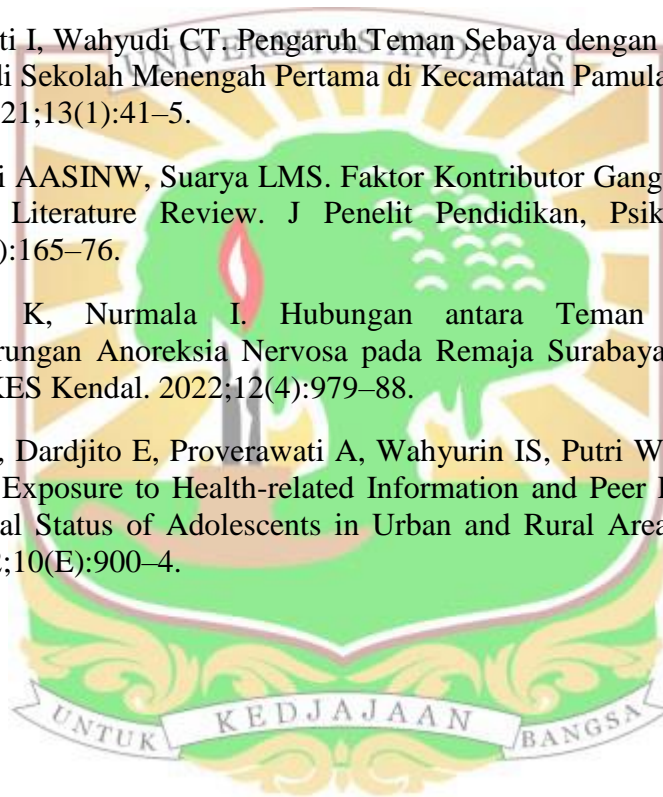 ti I, Wahyudi CT. Pengaruh Teman Sebaya dengan
di Sekolah Menengah Pertama di Kecamatan Pamula
21;13(1):41–5.
i AASINW, Suarya LMS. Faktor Kontributor Gang
Literature Review. J Penelit Pendidikan, Psik
):165–76.
K, Nurmala I. Hubungan antara Teman
rungan Anoreksia Nervosa pada Remaja Surabaya
KES Kendal. 2022;12(4):979–88.
, Dardjito E, Proverawati A, Wahyurin IS, Putri W
Exposure to Health-related Information and Peer
al Status of Adolescents in Urban and Rural Area
2;10(E):900–4.
UNIVERSITAS ANDALAS
UNTUK KEDJAJAAN BANGSA